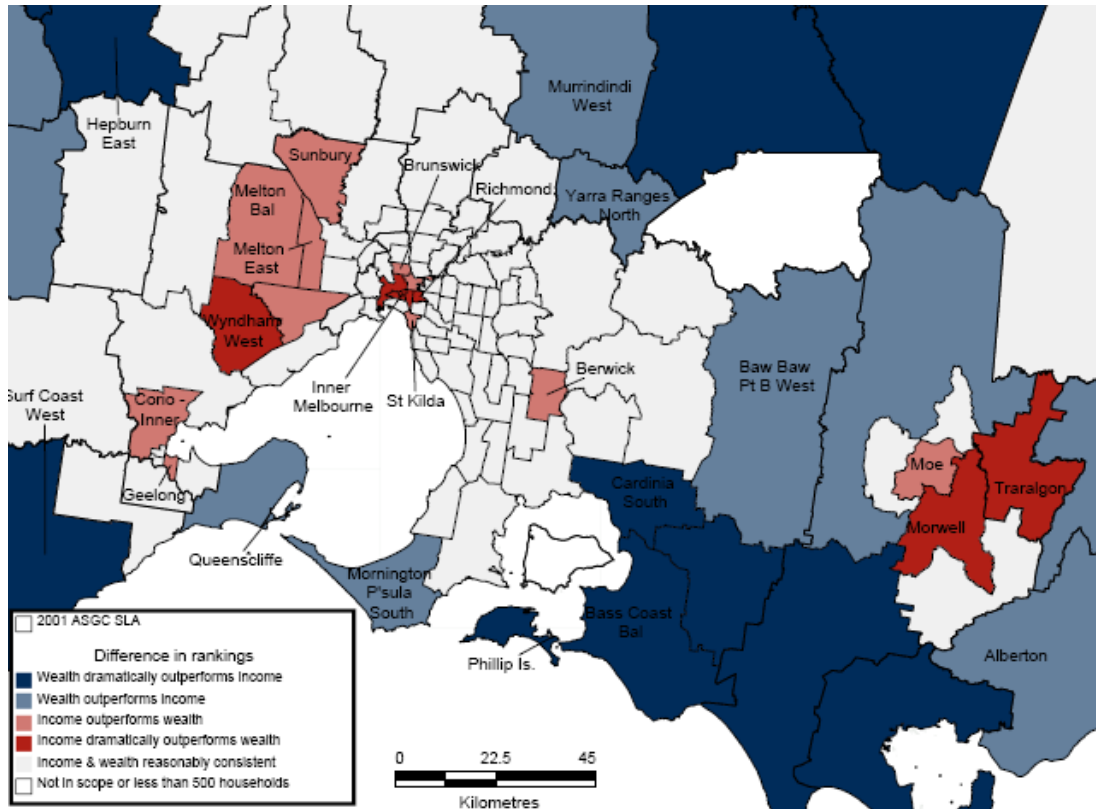 Murrindindi
West
Hepburn
East
Sunbury
Brunswick
Richmond
Melton
Bal
Yarra Ranges
North
Melton
East
Wyndham
West
Inner
Melbourne
St Kilda
Berwick
Baw Baw
Pt B West
Surf Coast
West
Corio -
Inner
Geelong
Moe
Traralgon
Morwell
Cardinia
South
Queenscliffe
Mornington
P'sula
South
Bass Coast
Bal
Phillip Is.
Alberton
2001 ASGC SLA
Difference in rankings
Wealth dramatically outperforms income
Wealth outperforms income
Income outperforms wealth
Income dramatically outperforms wealth
Income & wealth reasonably consistent
Not in scope or less than 500 households
0 22.5 45
Kilometres